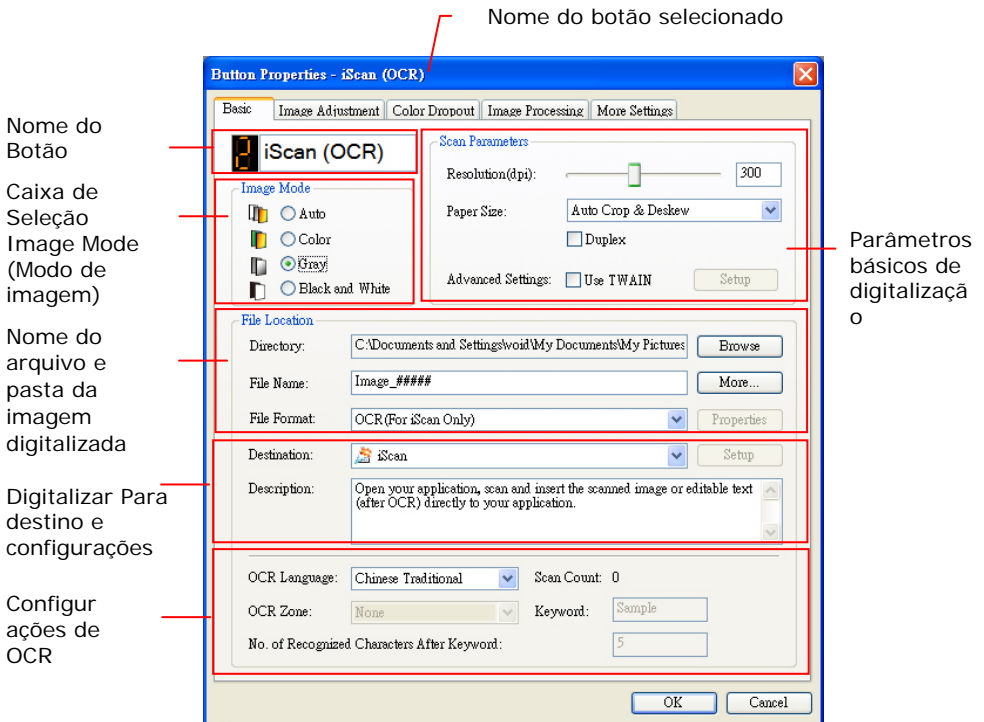 Nome do botão selecionado
Button Properties - iScan (OCR)
Basic
Image Adjustment
Color Dropout
Image Processing
More Settings
Nome do
Botão
2
iScan (OCR)
Caixa de
Seleção
Image Mode
(Modo de
imagem)
Image Mode
Auto
Color
Gray
Black and White
Scan Parameters
Resolution(dpi):
300
Paper Size:
Auto Crop & Deskew
Duplex
Advanced Settings:
Use TWAIN
Setup
Parâmetros
básicos de
digitalizaçã
o
Nome do
arquivo e
pasta da
imagem
digitalizada
File Location
Directory:
C:\Documents and Settings\void\My Documents\My Pictures
Browse
File Name:
Image_#####
More...
File Format:
OCR(For iScan Only)
Properties
Digitalizar Para
destino e
configurações
Destination:
iScan
Setup
Description:
Open your application, scan and insert the scanned image or editable text
(after OCR) directly to your application.
Configur
ações de
OCR
OCR Language:
Chinese Traditional
Scan Count: 0
OCR Zone:
None
Keyword:
Sample
No. of Recognized Characters After Keyword:
5
OK
Cancel